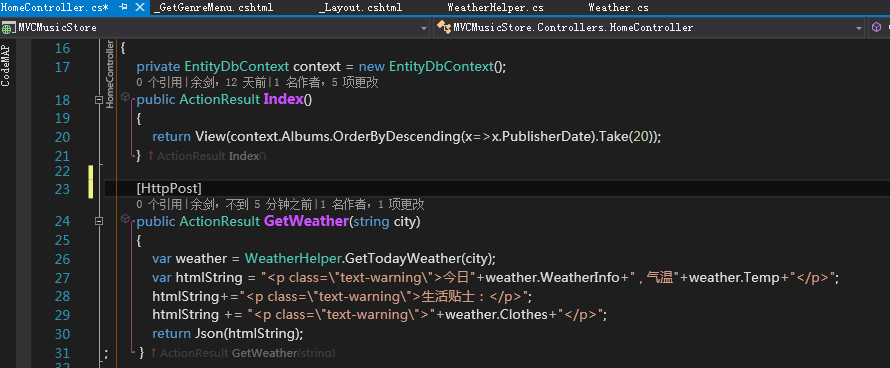 HomeController.cs* _GetGenreMenu.cshtml _Layout.cshtml WeatherHelper.cs Weather.cs
MVCMusicStore MVCMusicStore.Controllers.HomeController
CodeMAP
HomeController
16 {
17 private EntityDbContext context = new EntityDbContext();
0 个引用|余剑，12 天前|1 名作者，5 项更改
18 public ActionResult Index()
19 {
20 return View(context.Albums.OrderByDescending(x=>x.PublisherDate).Take(20));
21 } ↑ ActionResult Index()
22
23 [HttpPost]
0 个引用|余剑，不到 5 分钟之前|1 名作者，1 项更改
24 public ActionResult GetWeather(string city)
25 {
26 var weather = WeatherHelper.GetTodayWeather(city);
27 var htmlString = "<p class=\"text-warning\">今日"+weather.WeatherInfo+" , 气温"+weather.Temp+"</p>";
28 htmlString+="<p class=\"text-warning\">生活贴士：</p>";
29 htmlString += "<p class=\"text-warning\">"+weather.Clothes+"</p>";
30 return Json(htmlString);
31 ; } ↑ ActionResult GetWeather(string)
32